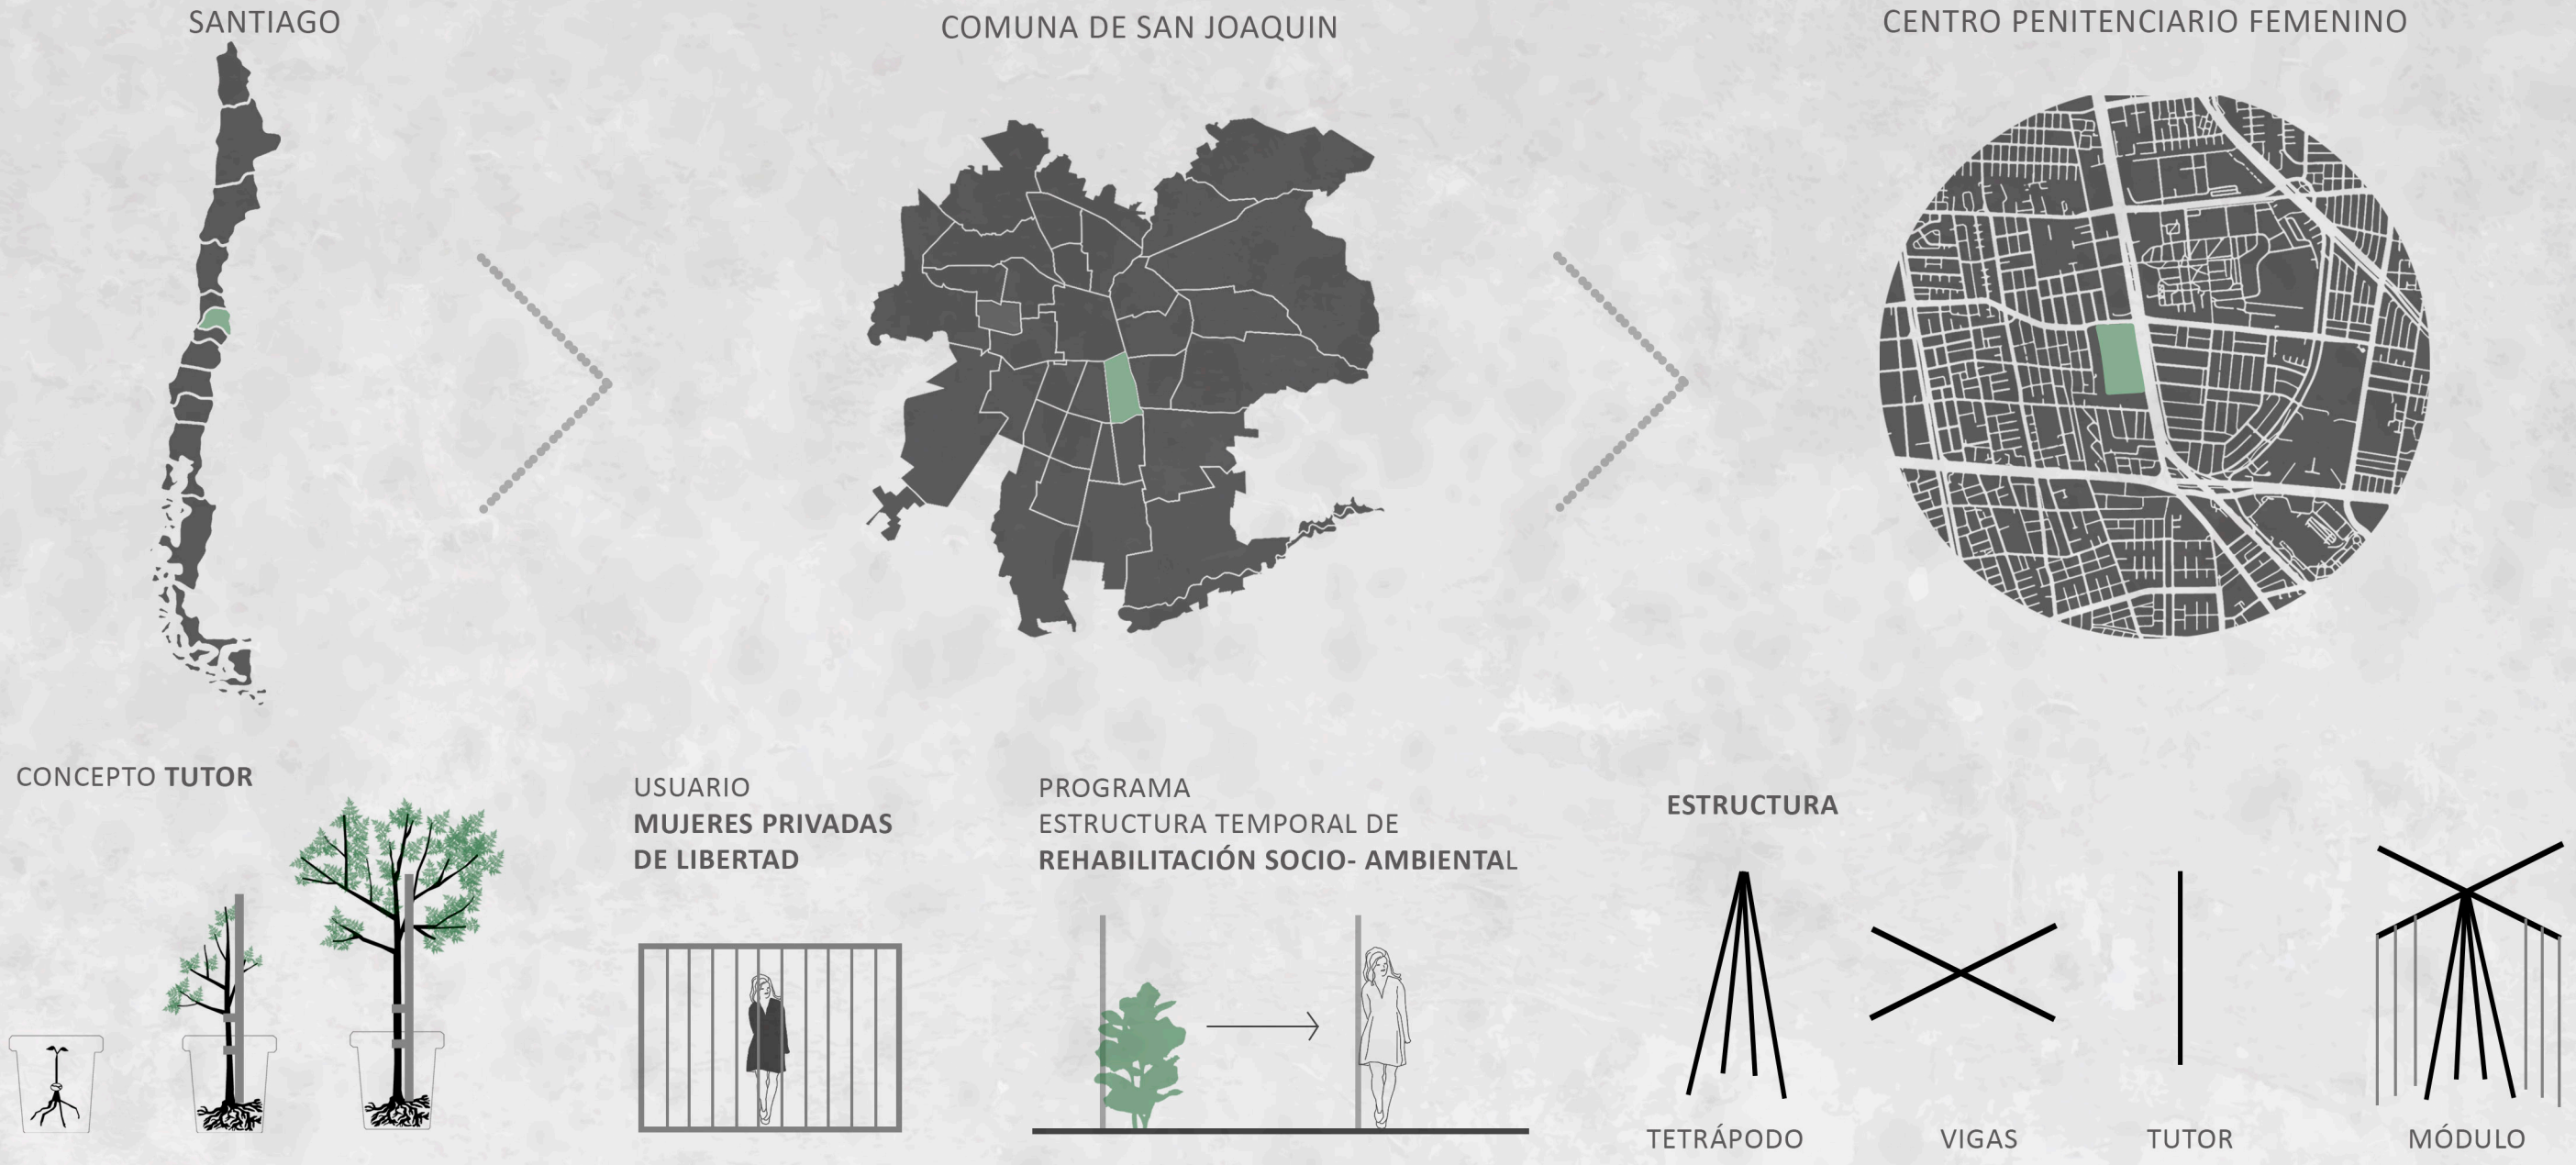 SANTIAGO
COMUNA DE SAN JOAQUIN
CENTRO PENITENCIARIO FEMENINO
CONCEPTO TUTOR
USUARIO
MUJERES PRIVADAS
DE LIBERTAD
PROGRAMA
ESTRUCTURA TEMPORAL DE
REHABILITACIÓN SOCIO- AMBIENTAL
ESTRUCTURA
TETRÁPODO
VIGAS
TUTOR
MÓDULO